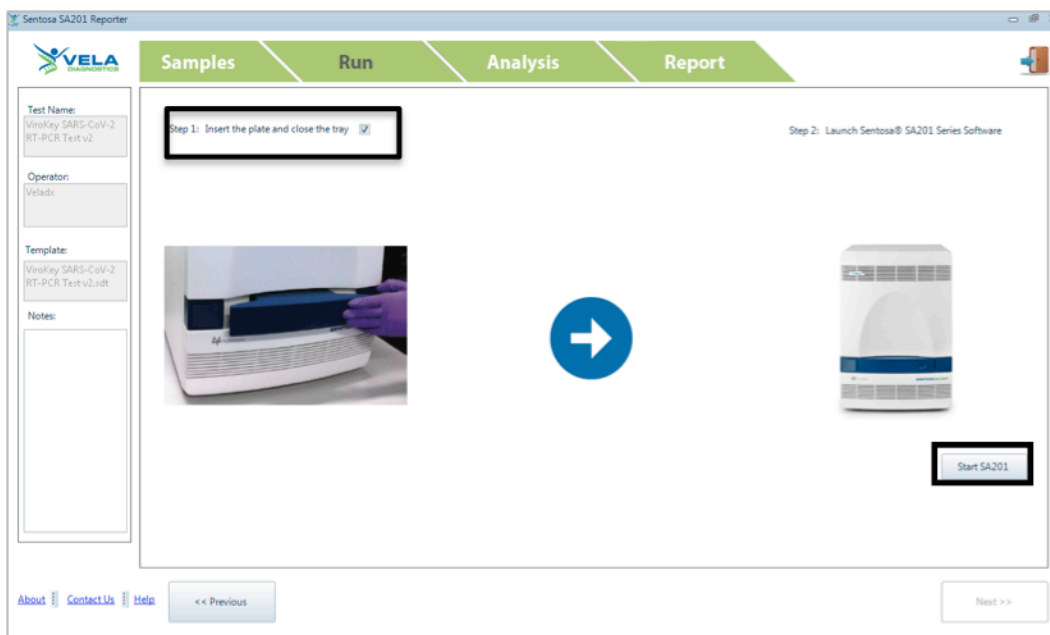 Sentosa SA201 Reporter
VELA
DIAGNOSTICS
Samples
Run
Analysis
Report
Test Name:
ViroKey SARS-CoV-2
RT-PCR Test v2
Operator:
Veladx
Template:
ViroKey SARS-CoV-2
RT-PCR Test v2.sdt
Notes:
Step 1: Insert the plate and close the tray
Step 2: Launch Sentosa® SA201 Series Software
Start SA201
About
Contact Us
Help
<< Previous
Next >>